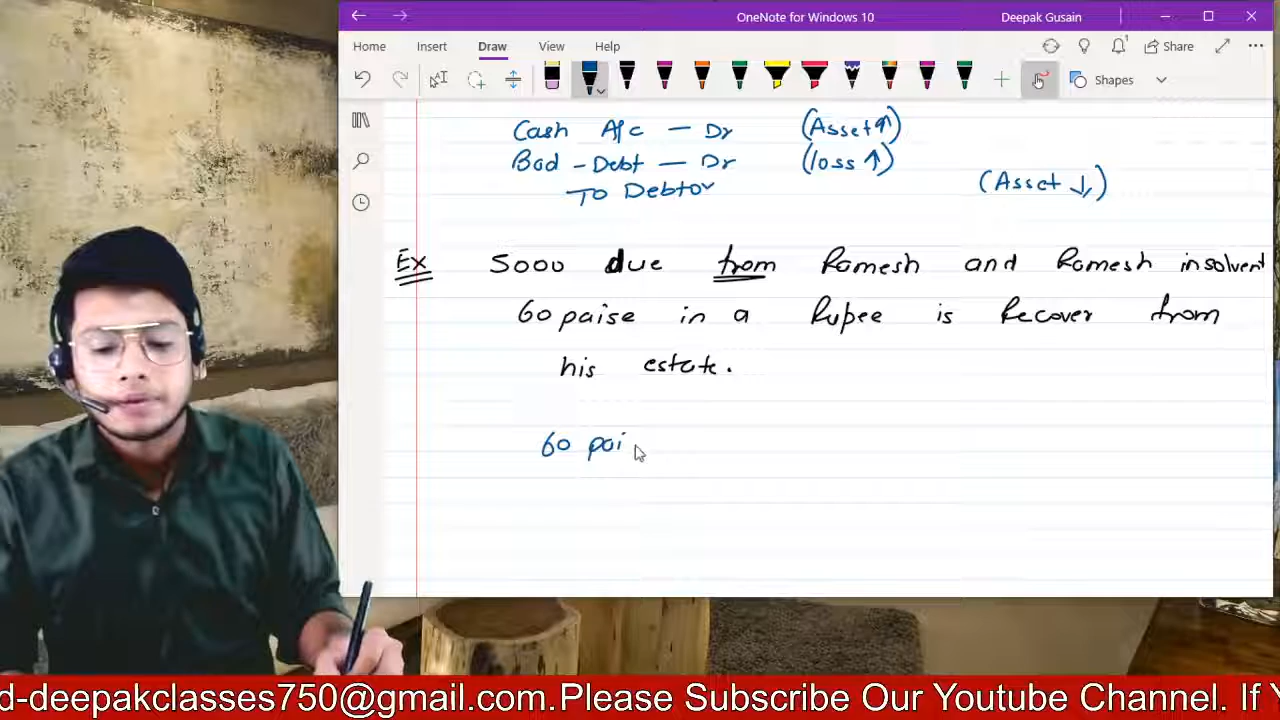 OneNote for Windows 10
Deepak Gusain
Home Insert Draw View Help
Share
Shapes
Cash A/c — Dr (Asset ↑)
Bad - Debt — Dr (loss ↑)
To Debtor (Asset ↓)
Ex 5000 due from Ramesh and Ramesh insolvent
60 paise in a Rupee is Recover from
his estate.
60 pai
d-deepakclasses750@gmail.com.Please Subscribe Our Youtube Channel. If Y